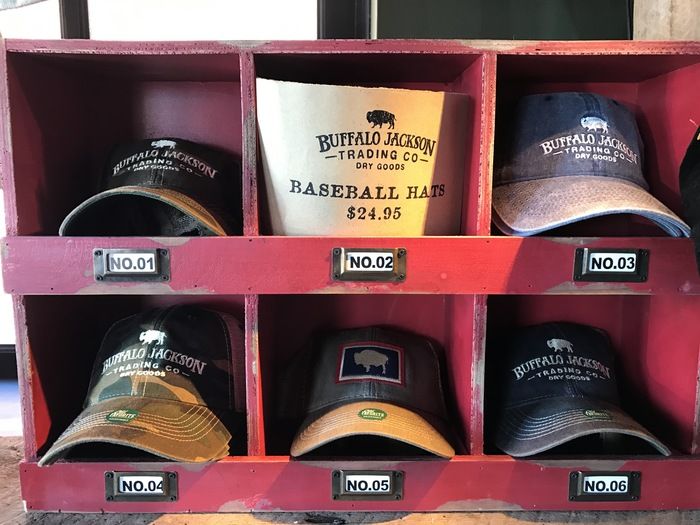 BUFFALO JACKSON
TRADING CO
DRY GOODS
BUFFALO JACKSON
TRADING CO
DRY GOODS
BASEBALL HATS
$24.95
BUFFALO JACKSON
TRADING CO.
DRY GOODS
NO.01
NO.02
NO.03
BUFFALO JACKSON
TRADING CO.
DRY GOODS
BUFFALO JACKSON
TRADING CO.
DRY GOODS
NO.04
NO.05
NO.06